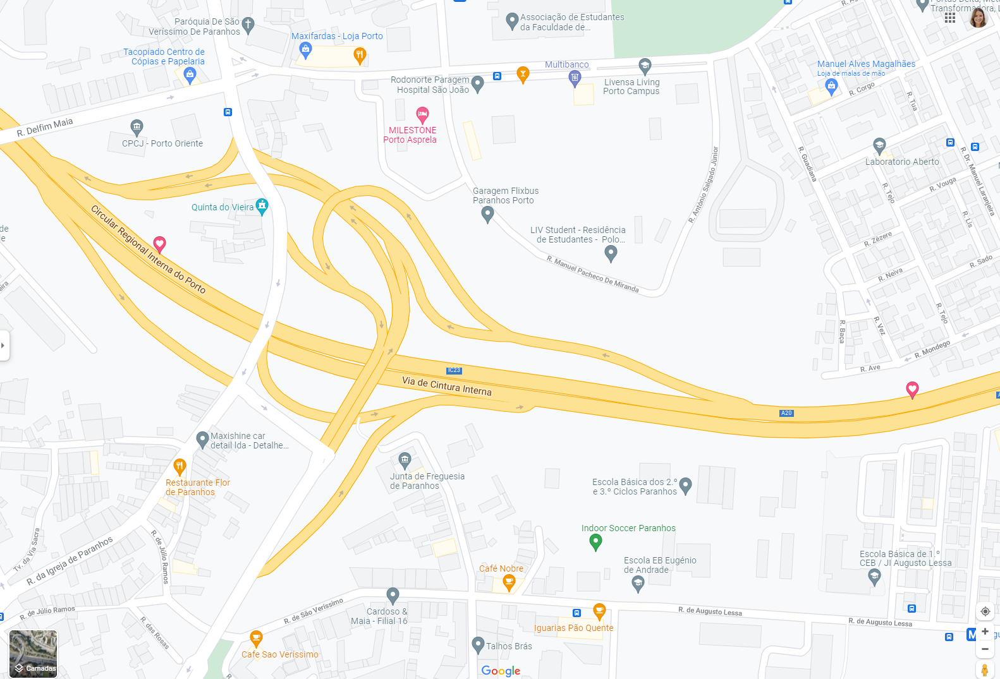 Paróquia De São
Veríssimo De Paranhos
Maxifardas - Loja Porto
Associação de Estudantes
da Faculdade de...
Transformadora, L
Tacopiado Centro de
Cópias e Papelaria
Multibanco
Rodonorte Paragem
Hospital São João
Livensa Living
Porto Campus
Manuel Alves Magalhães
Loja de malas de mão
R. Corgo
R. Tua
R. Delfim Maia
CPCJ - Porto Oriente
MILESTONE
Porto Asprela
R. Guadiana
Laboratorio Aberto
R. Dr. Manuel Laranjeira
R. António Salgado Júnior
R. Tejo
R. Vouga
R. Lis
Quinta do Vieira
Garagem Flixbus
Paranhos Porto
Circular Regional Interna do Porto
LIV Student - Residência
de Estudantes - Polo...
R. Zêzere
R. Manuel Pacheco De Miranda
R. Sado
R. Neiva
de
e
eira
R. Tejo
R. Vez
R. Baça
R. Mondego
R. Ave
IC23
Via de Cintura Interna
A20
Maxishine car
detail lda - Detalhe...
Restaurante Flor
de Paranhos
Junta de Freguesia
de Paranhos
Escola Básica dos 2.º
e 3.º Ciclos Paranhos
Indoor Soccer Paranhos
Tv. da Via Sacra
R. da Igreja de Paranhos
R. de Júlio Ramos
Escola EB Eugénio
de Andrade
Escola Básica de 1.º
CEB / JI Augusto Lessa
Café Nobre
R. de Júlio Ramos
R. das Rosas
R. de São Veríssimo
Cardoso &
Maia - Filial 16
Iguarias Pão Quente
R. de Augusto Lessa
R. de Augusto Lessa
M
Cafe Sao Veríssimo
Talhos Brás
Camadas
Google